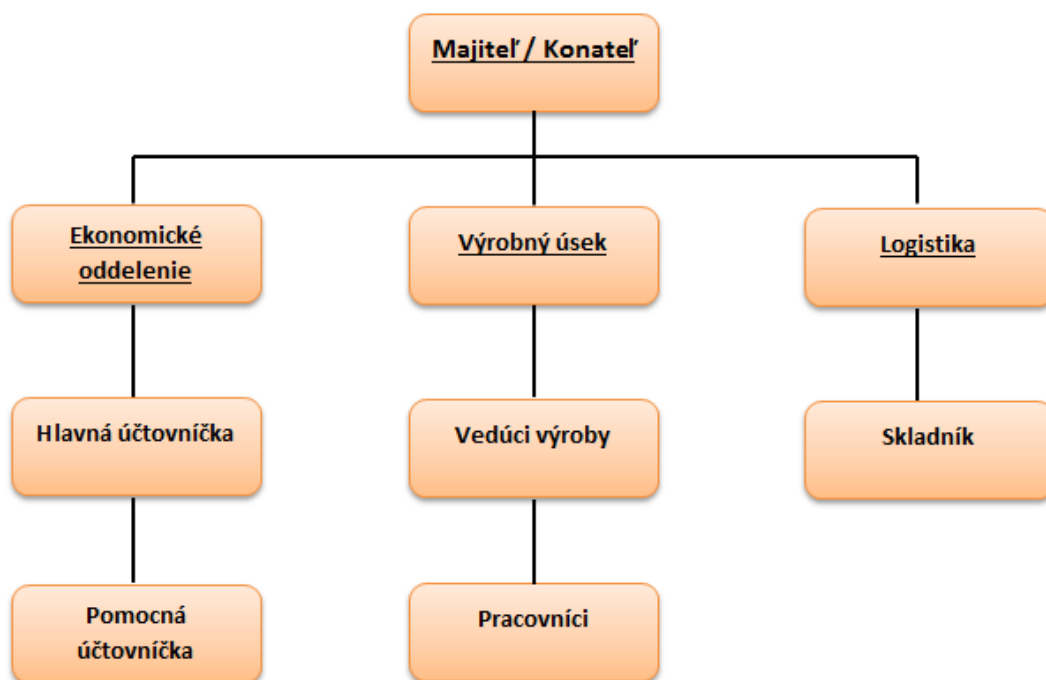 Majiteľ / Konateľ
Ekonomické
oddelenie
Výrobný úsek
Logistika
Hlavná účtovníčka
Vedúci výroby
Skladník
Pomocná
účtovníčka
Pracovníci